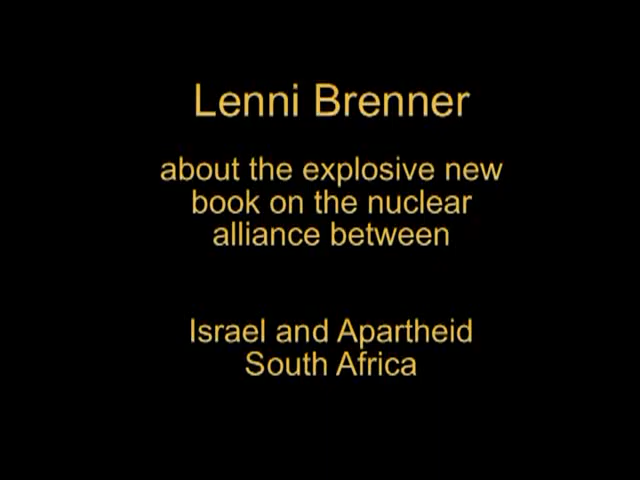 Lenni Brenner
about the explosive new
book on the nuclear
alliance between
Israel and Apartheid
South Africa